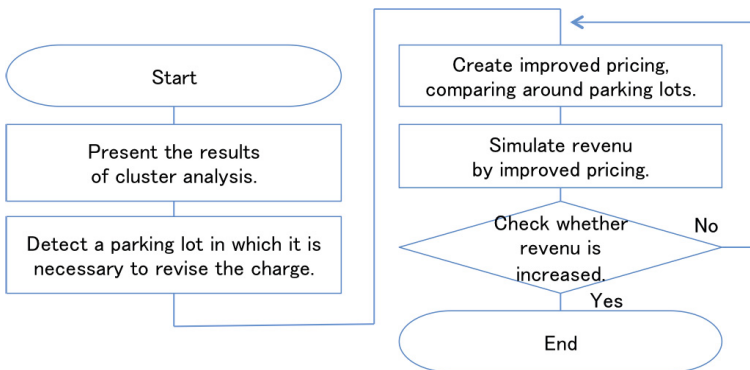 Start
Present the results
of cluster analysis.
Detect a parking lot in which it is
necessary to revise the charge.
Create improved pricing,
comparing around parking lots.
Simulate revenu
by improved pricing.
Check whether
revenu is
increased.
No
Yes
End